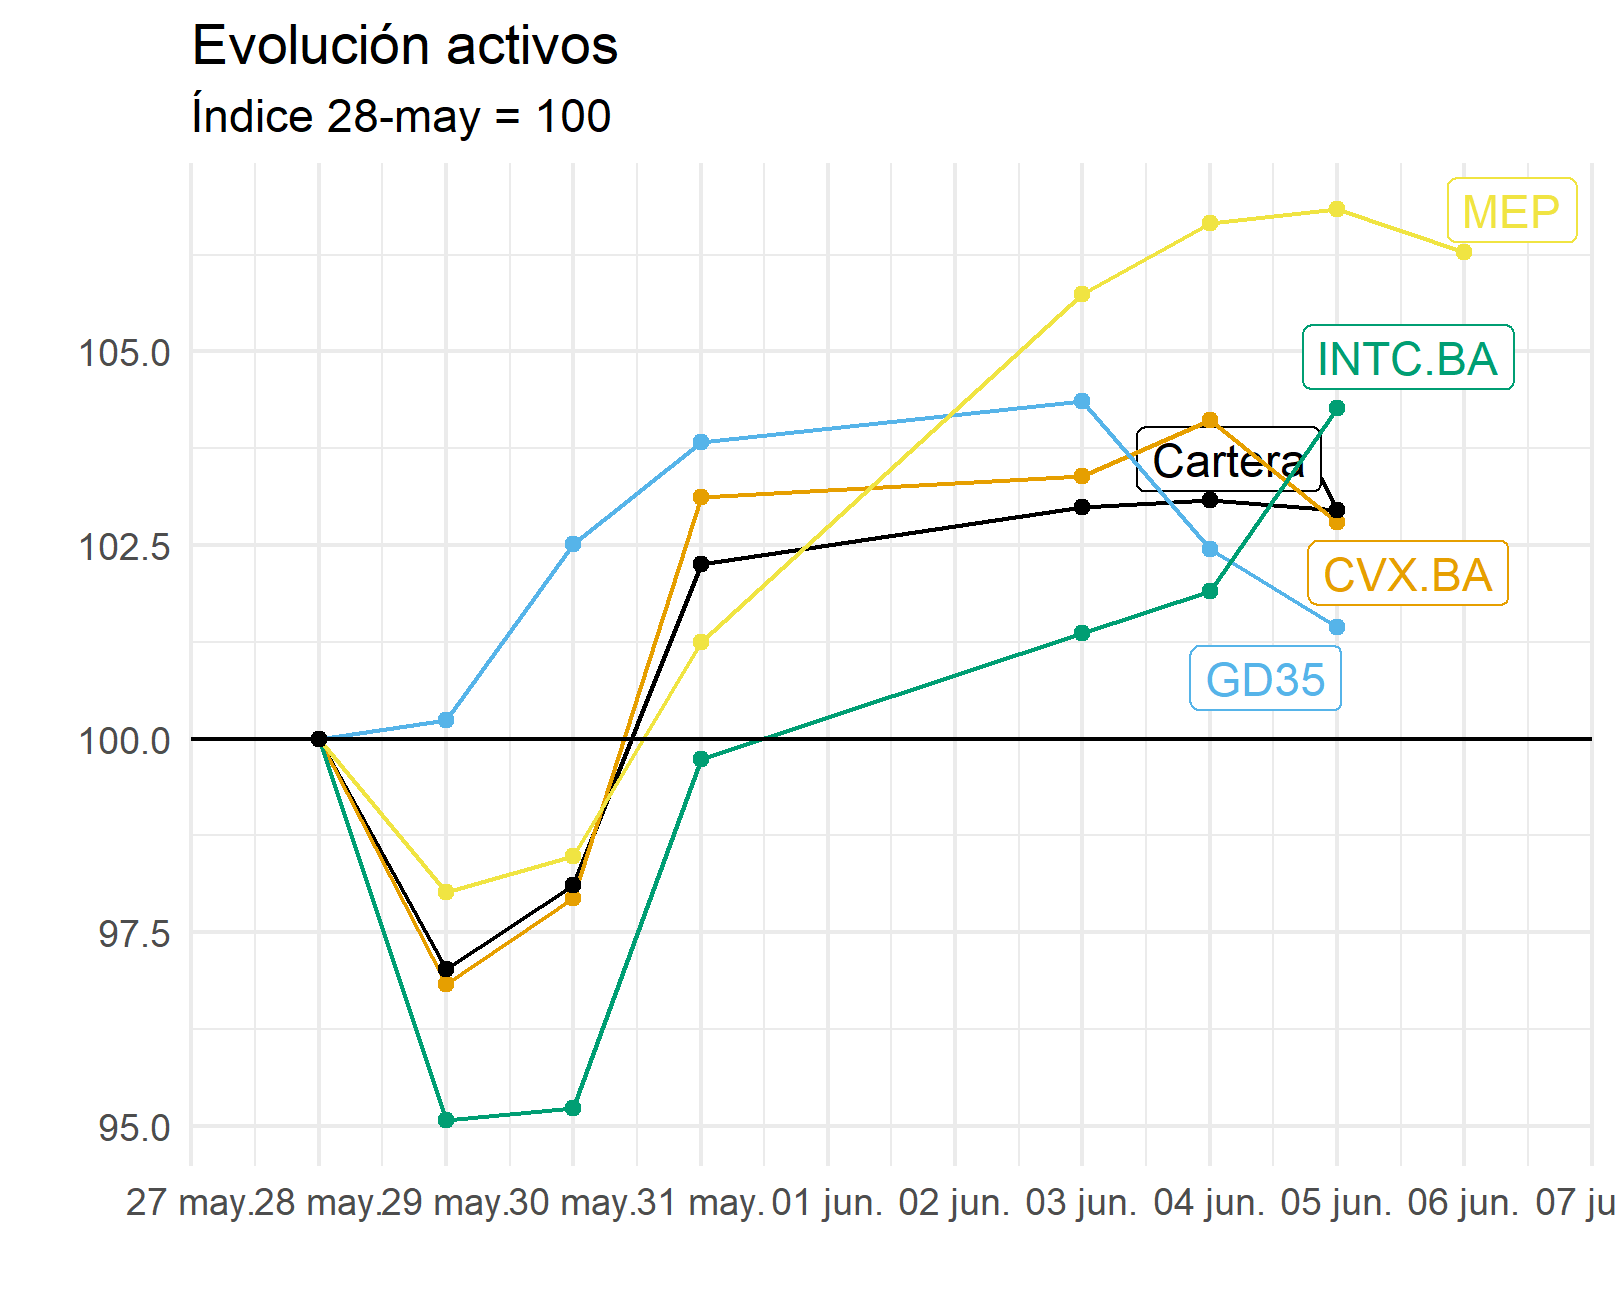 Evolución activos
Índice 28-may = 100
MEP
105.0
INTC.BA
Cartera
102.5
CVX.BA
GD35
100.0
97.5
95.0
27 may. 28 may. 29 may. 30 may. 31 may. 01 jun. 02 jun. 03 jun. 04 jun. 05 jun. 06 jun. 07 ju